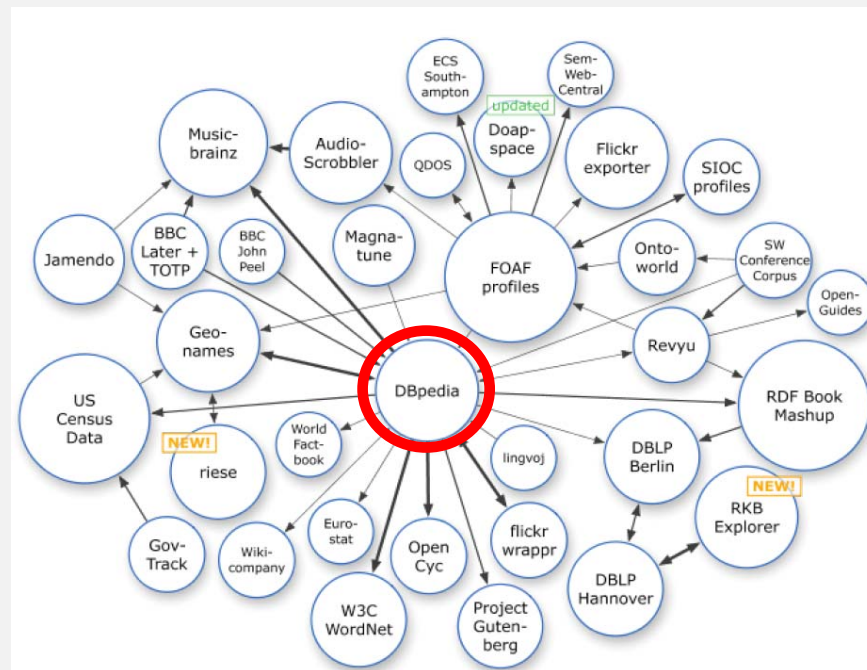 ECS
South-
ampton
Sem-
Web-
Central
updated
Doap-
space
Music-
brainz
Audio-
Scrobbler
QDOS
Flickr
exporter
SIOC
profiles
Jamendo
BBC
Later +
TOTP
BBC
John
Peel
Magna-
tune
FOAF
profiles
Onto-
world
SW
Conference
Corpus
Open-
Guides
Geo-
names
Revyu
DBpedia
US
Census
Data
RDF Book
Mashup
NEW!
riese
World
Fact-
book
lingvoj
DBLP
Berlin
NEW!
RKB
Explorer
Gov-
Track
Wiki-
company
Euro-
stat
Open
Cyc
flickr
wrappr
DBLP
Hannover
W3C
WordNet
Project
Guten-
berg